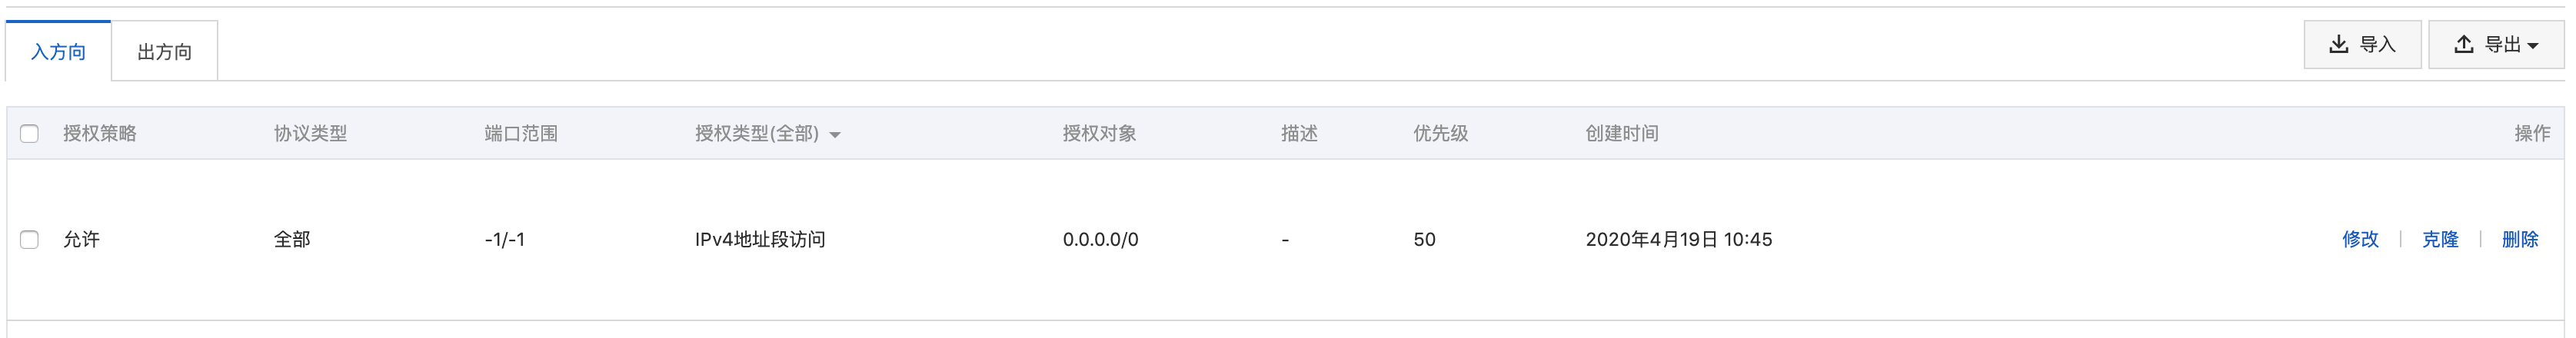 入方向 出方向 导入 导出
授权策略 协议类型 端口范围 授权类型(全部) 授权对象 描述 优先级 创建时间 操作
允许 全部 -1/-1 IPv4地址段访问 0.0.0.0/0 - 50 2020年4月19日 10:45 修改 克隆 删除